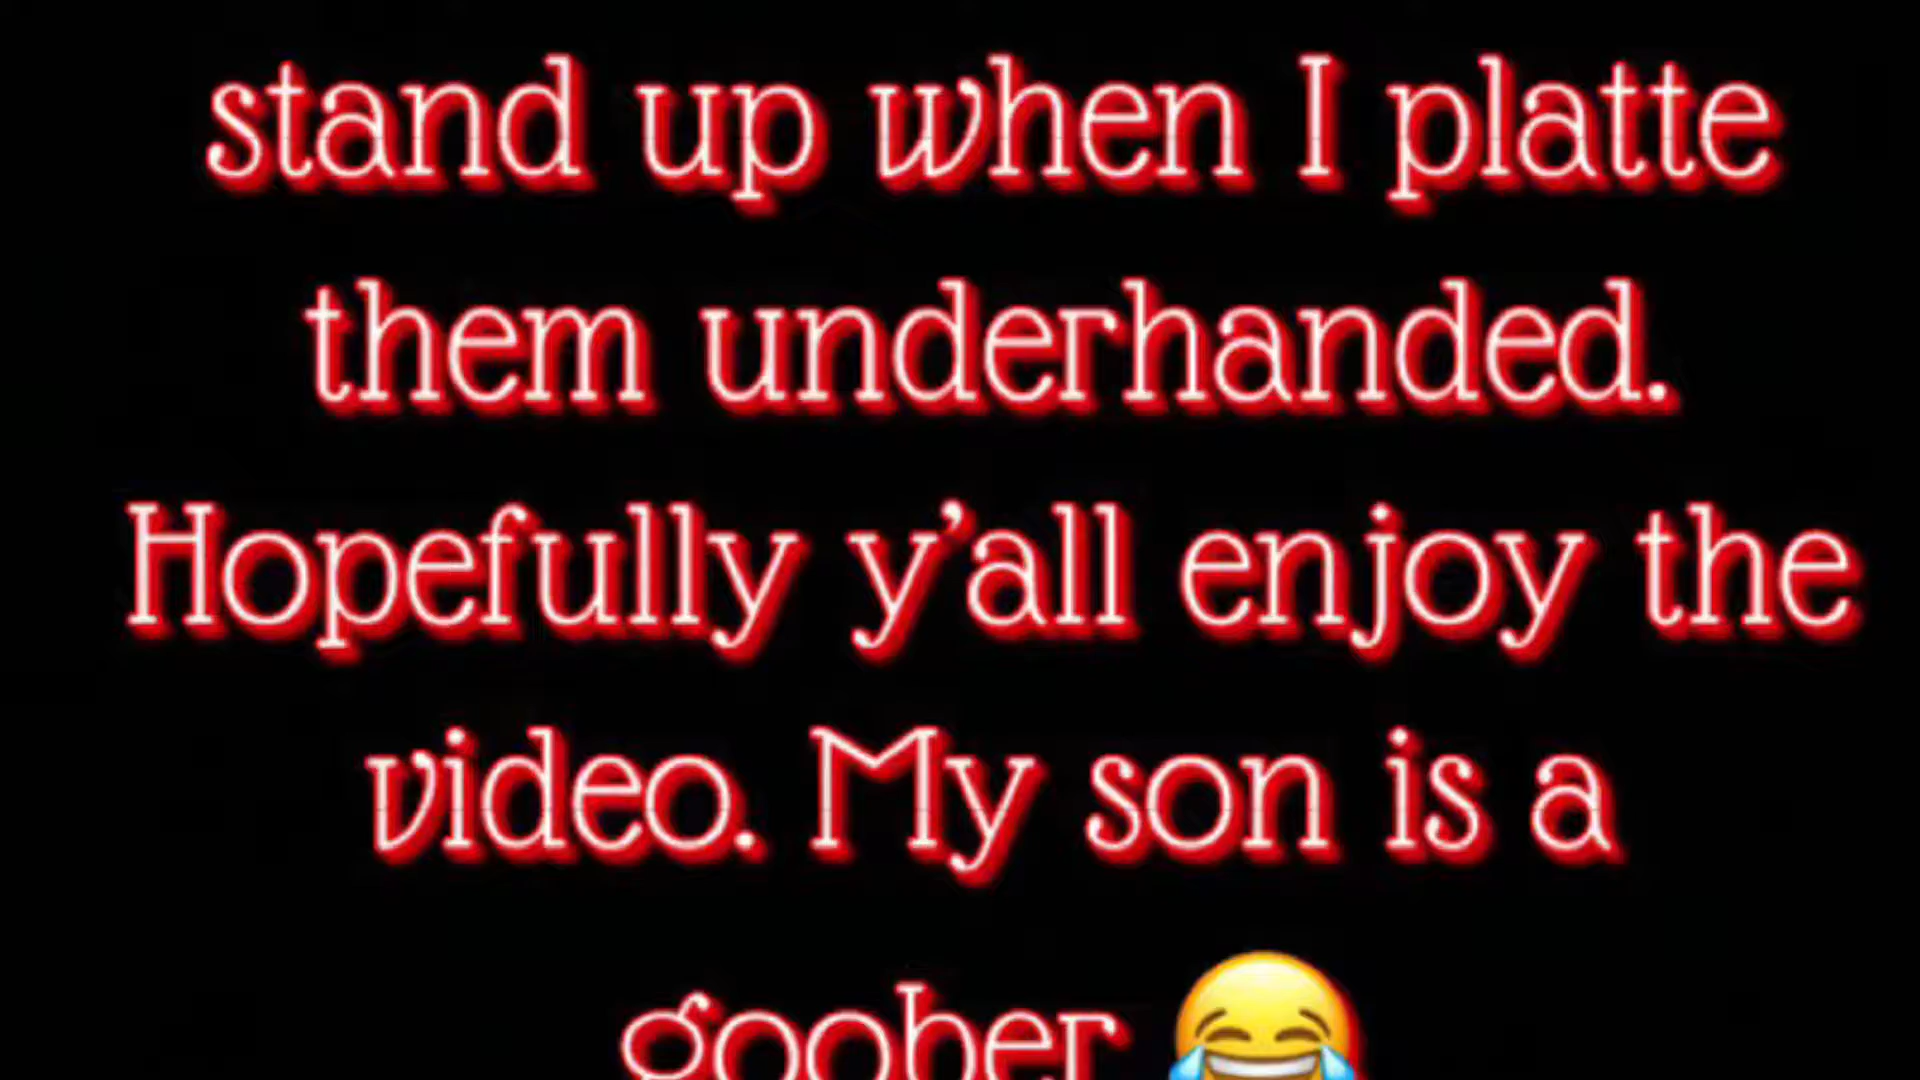 stand up when I platte
them underhanded.
Hopefully y'all enjoy the
video. My son is a
goober 😂